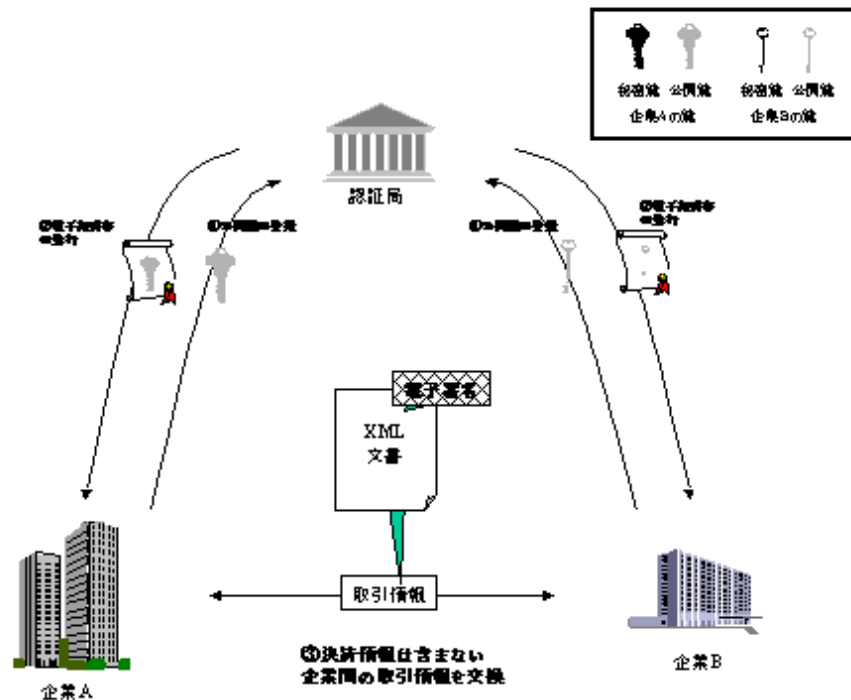 秘密鍵 公開鍵 秘密鍵 公開鍵
企業Aの鍵 企業Bの鍵
認証局
②電子証明書
の発行
①公開鍵の登録
①公開鍵の登録
②電子証明書
の発行
電子署名
XML
文書
取引情報
③決済情報は含まない
企業間の取引情報を交換
企業A
企業B